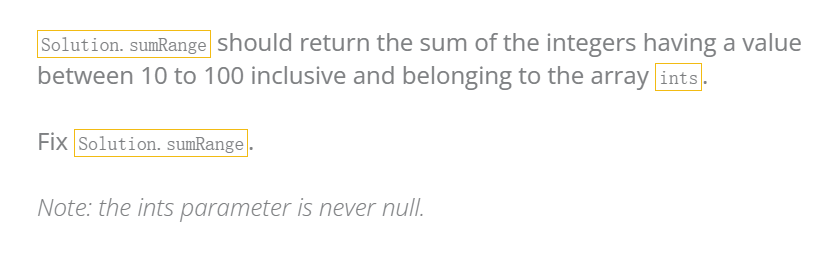 Solution.sumRange should return the sum of the integers having a value
between 10 to 100 inclusive and belonging to the array ints.
Fix Solution.sumRange.
Note: the ints parameter is never null.